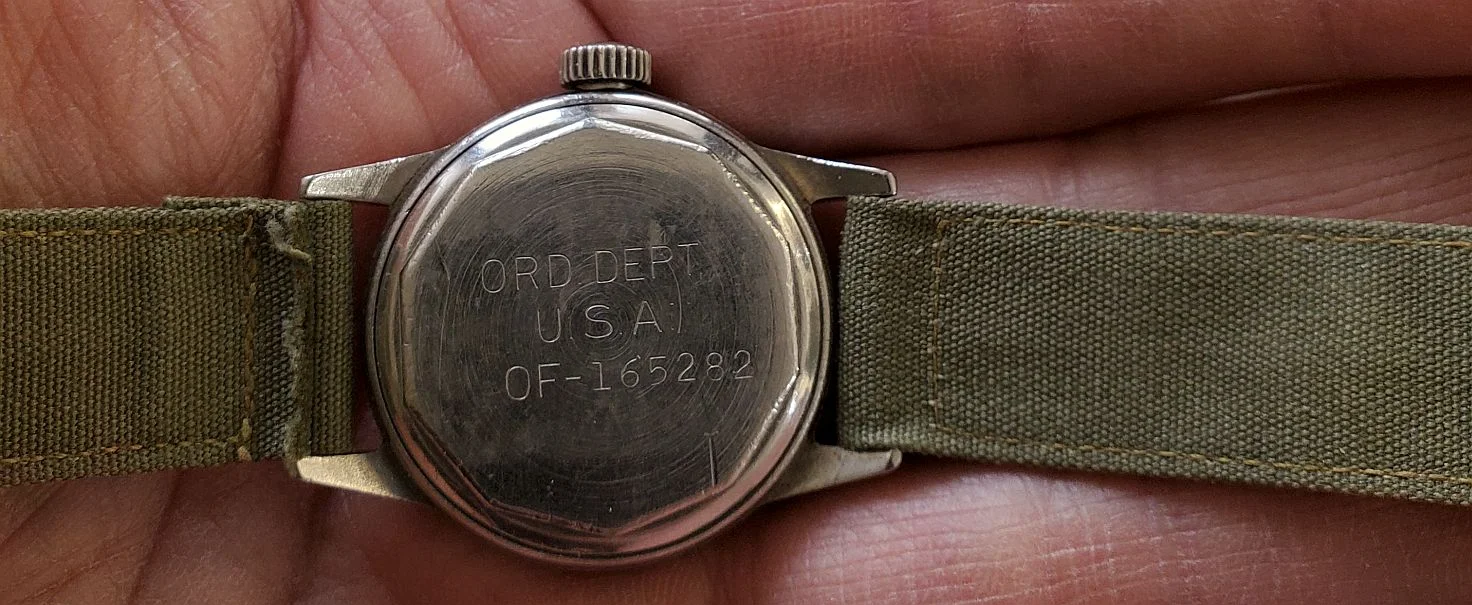 ORD. DEPT.
U.S.A.
OF-165282